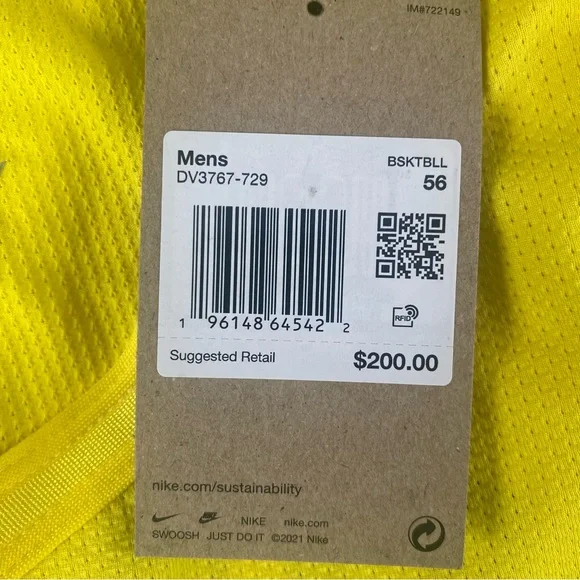 IM#722149
Mens BSKTBLL
DV3767-729 56
1 96148 64542 2
RFID
Suggested Retail $200.00
nike.com/sustainability
NIKE nike.com
SWOOSH JUST DO IT ©2021 Nike